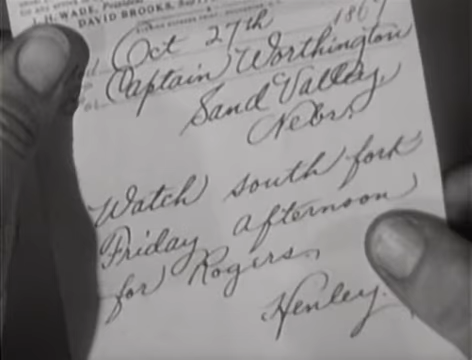 J. H. WADE, President
DAVID BROOKS,
Oct 27th 1867
Captain Worthington
Sand Valley,
Nebr.
Watch south fork
Friday afternoon
for Rogers.
Henley.